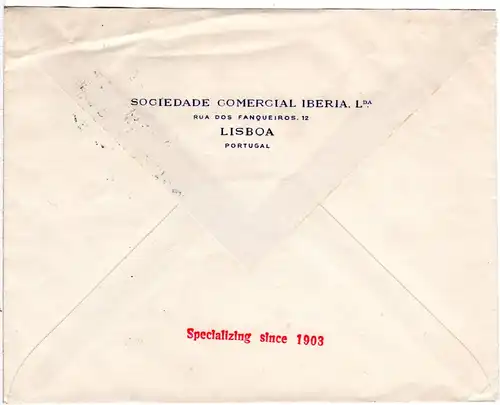 SOCIEDADE COMERCIAL IBERIA, LDA.
RUA DOS FANQUEIROS, 12
LISBOA
PORTUGAL
Specializing since 1903